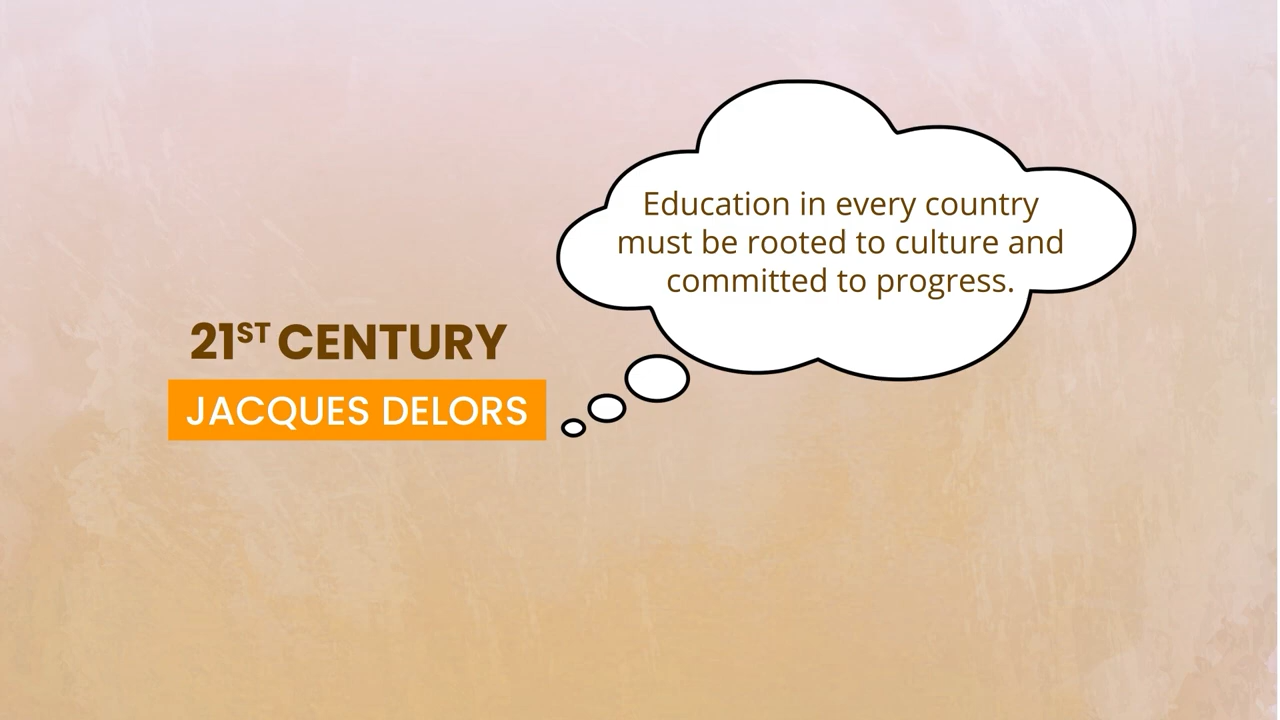 21ST CENTURY
JACQUES DELORS
Education in every country
must be rooted to culture and
committed to progress.